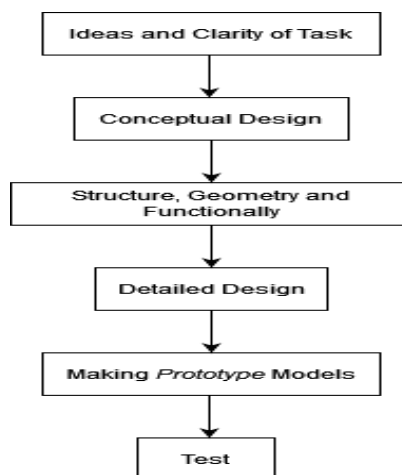 Ideas and Clarity of Task
Conceptual Design
Structure, Geometry and
Functionally
Detailed Design
Making Prototype Models
Test